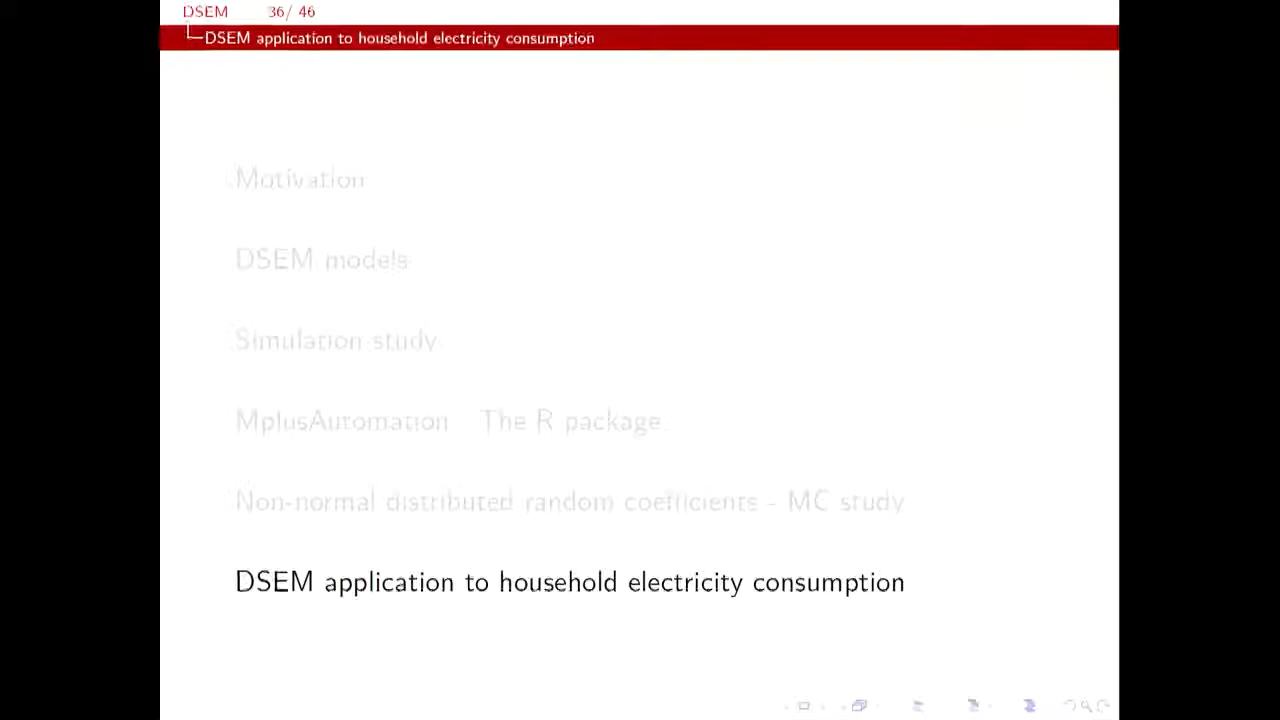 DSEM 36/ 46
DSEM application to household electricity consumption
Motivation
DSEM models
Simulation study
MplusAutomation The R package
Non-normal distributed random coefficients - MC study
DSEM application to household electricity consumption